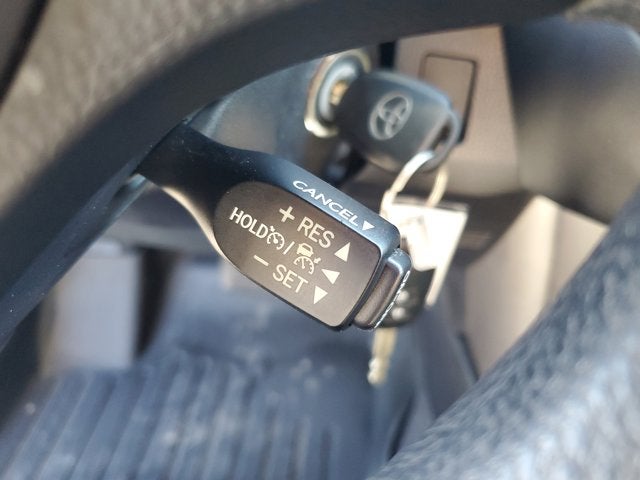 CANCEL
+ RES
HOLD /
− SET